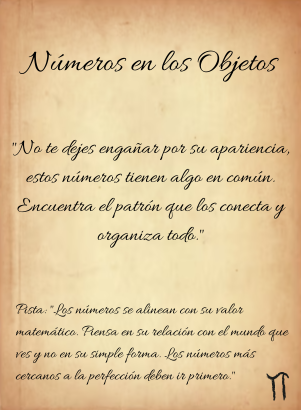 Números en los Objetos
"No te dejes engañar por su apariencia,
estos números tienen algo en común.
Encuentra el patrón que los conecta y
organiza todo."
Pista: "Los números se alinean con su valor
matemático. Piensa en su relación con el mundo que
ves y no en su simple forma. Los números más
cercanos a la perfección deben ir primero."
π